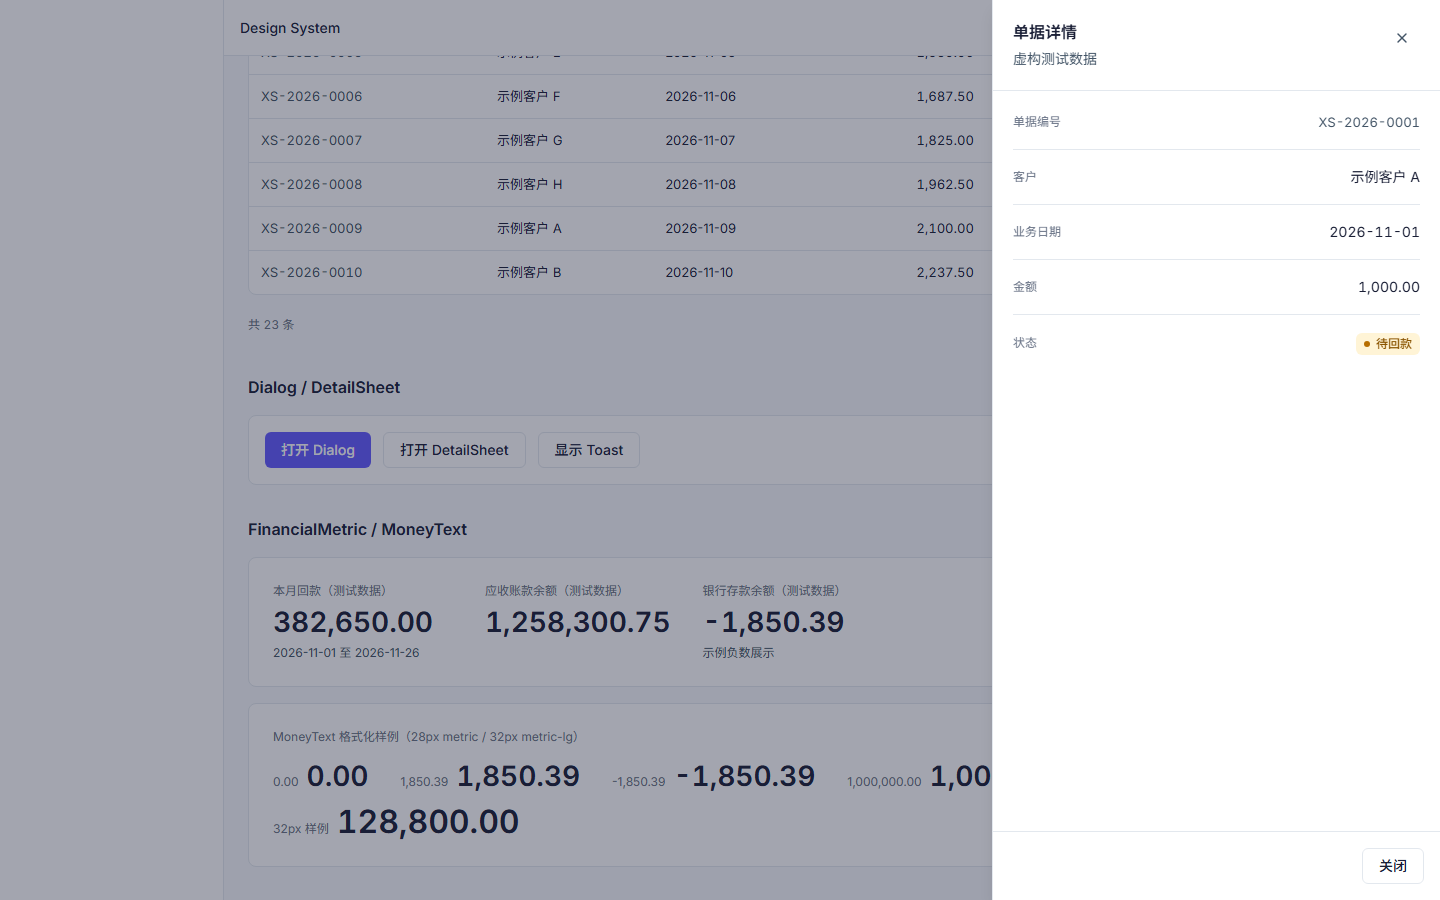 Design System
XS-2026-0006 示例客户 F 2026-11-06 1,687.50
XS-2026-0007 示例客户 G 2026-11-07 1,825.00
XS-2026-0008 示例客户 H 2026-11-08 1,962.50
XS-2026-0009 示例客户 A 2026-11-09 2,100.00
XS-2026-0010 示例客户 B 2026-11-10 2,237.50
共 23 条
Dialog / DetailSheet
打开 Dialog 打开 DetailSheet 显示 Toast
FinancialMetric / MoneyText
本月回款（测试数据） 应收账款余额（测试数据） 银行存款余额（测试数据）
382,650.00 1,258,300.75 -1,850.39
2026-11-01 至 2026-11-26 示例负数展示
MoneyText 格式化样例（28px metric / 32px metric-lg）
0.00 0.00 1,850.39 1,850.39 -1,850.39 -1,850.39 1,000,000.00 1,00
32px 样例 128,800.00
单据详情
虚构测试数据
单据编号 XS-2026-0001
客户 示例客户 A
业务日期 2026-11-01
金额 1,000.00
状态 待回款
关闭